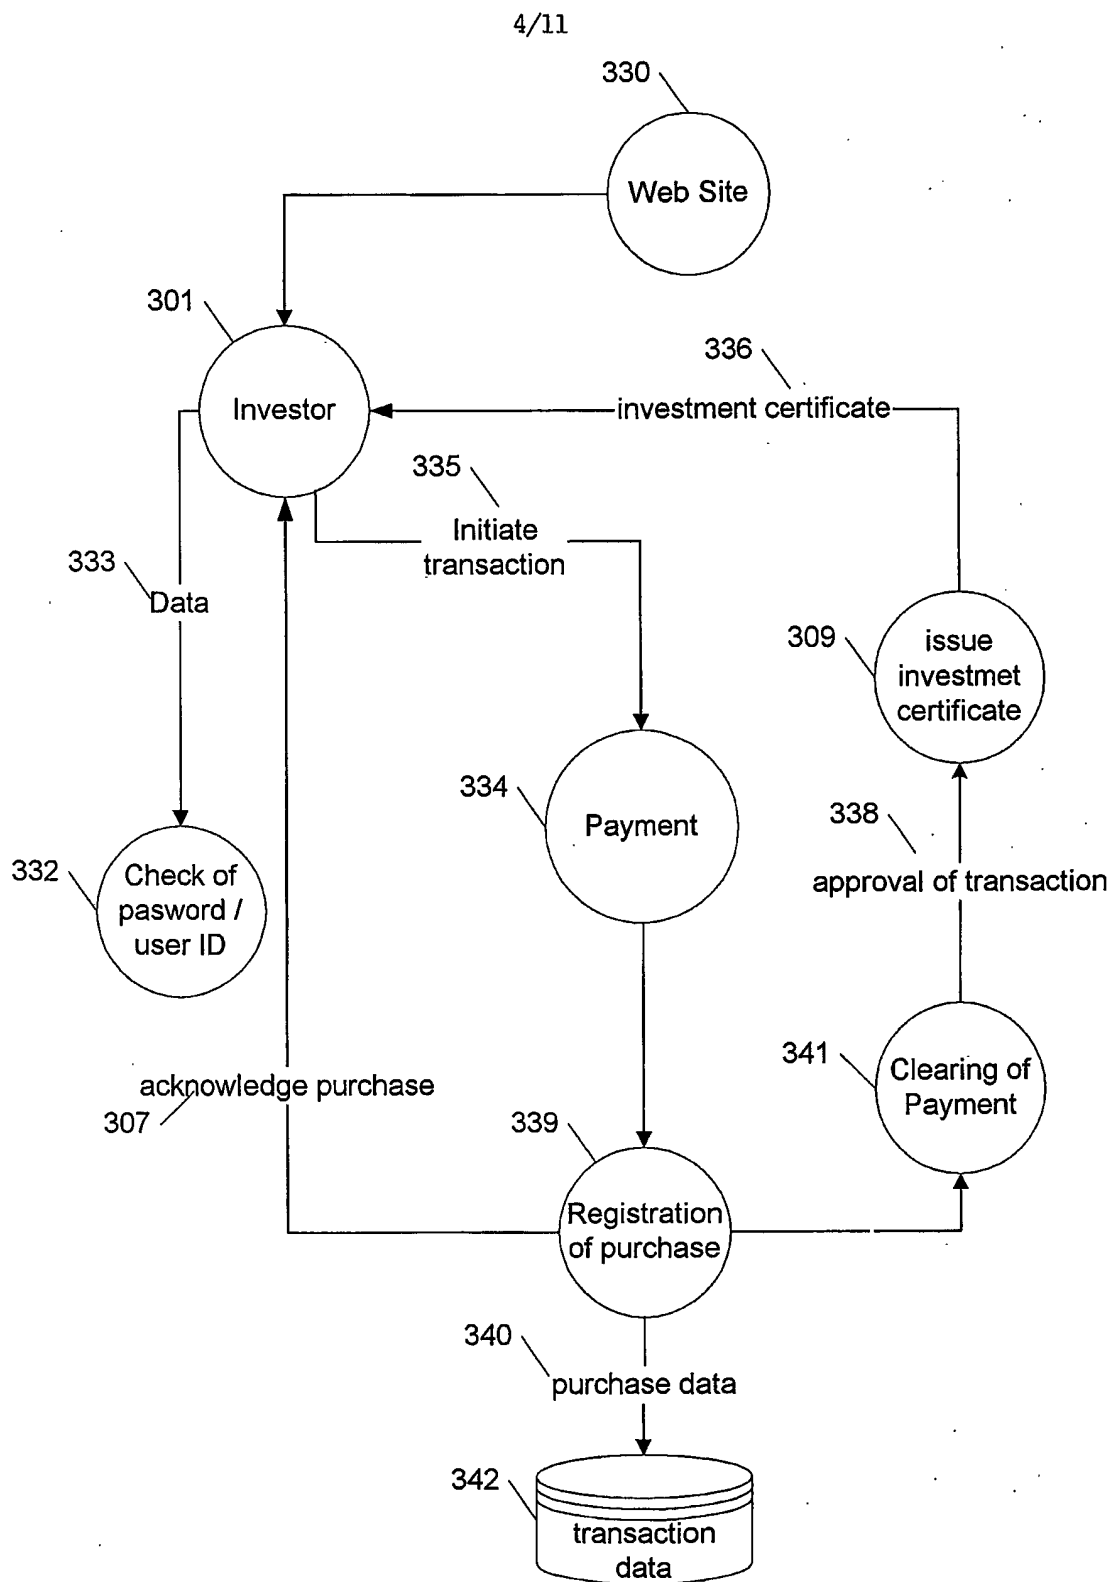 4/11
330
Web Site
301
Investor
336
investment certificate
335
Initiate
transaction
333
Data
309
issue
investmet
certificate
334
Payment
338
approval of transaction
332
Check of
pasword /
user ID
341
Clearing of
Payment
acknowledge purchase
307
339
Registration
of purchase
340
purchase data
342
transaction
data